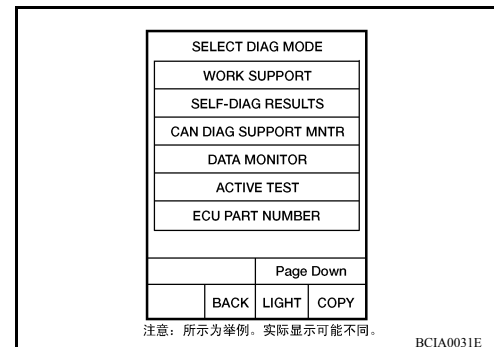 SELECT DIAG MODE
WORK SUPPORT
SELF-DIAG RESULTS
CAN DIAG SUPPORT MNTR
DATA MONITOR
ACTIVE TEST
ECU PART NUMBER
Page Down
BACK LIGHT COPY
注意：所示为举例。实际显示可能不同。
BCIA0031E